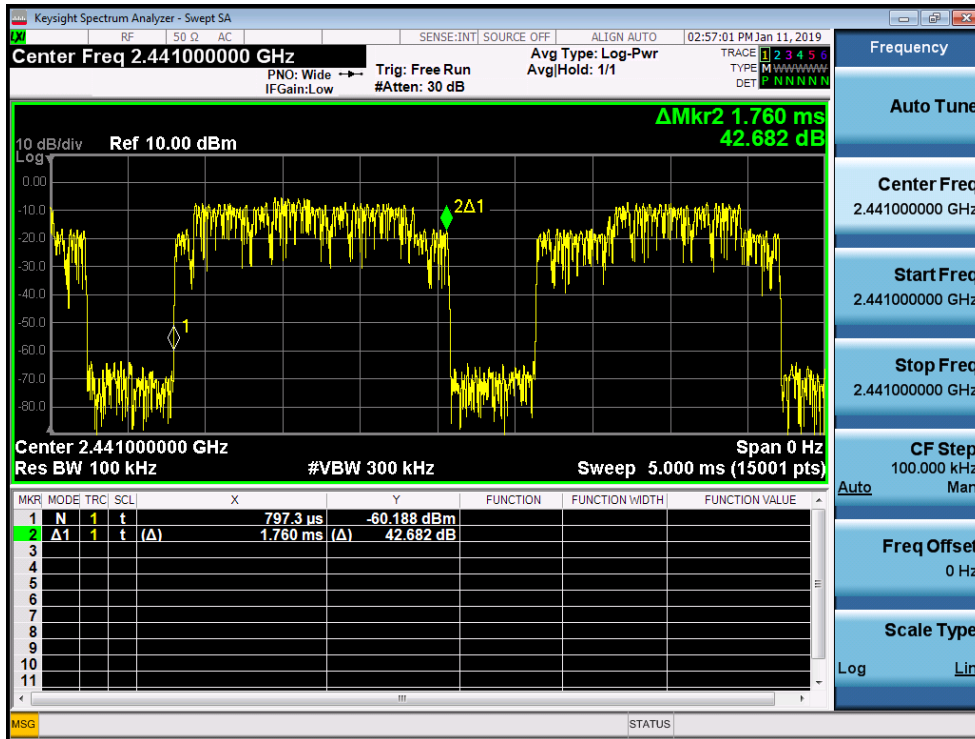 Keysight Spectrum Analyzer - Swept SA
LXI RF 50 Ω AC SENSE:INT SOURCE OFF ALIGN AUTO 02:57:01 PM Jan 11, 2019
Center Freq 2.441000000 GHz
PNO: Wide
IFGain:Low
Trig: Free Run
#Atten: 30 dB
Avg Type: Log-Pwr
Avg|Hold: 1/1
TRACE 1 2 3 4 5 6
TYPE M W W W W W
DET P N N N N N
ΔMkr2 1.760 ms
42.682 dB
10 dB/div Ref 10.00 dBm
Log
0.00
-10.0
-20.0
-30.0
-40.0
-50.0
-60.0
-70.0
-80.0
1
2Δ1
Center 2.441000000 GHz Span 0 Hz
Res BW 100 kHz #VBW 300 kHz Sweep 5.000 ms (15001 pts)
MKR MODE TRC SCL X Y FUNCTION FUNCTION WIDTH FUNCTION VALUE
1 N 1 t 797.3 µs -60.188 dBm
2 Δ1 1 t (Δ) 1.760 ms (Δ) 42.682 dB
3
4
5
6
7
8
9
10
11
MSG STATUS
Frequency
Auto Tune
Center Freq
2.441000000 GHz
Start Freq
2.441000000 GHz
Stop Freq
2.441000000 GHz
CF Step
100.000 kHz
Auto Man
Freq Offset
0 Hz
Scale Type
Log Lin